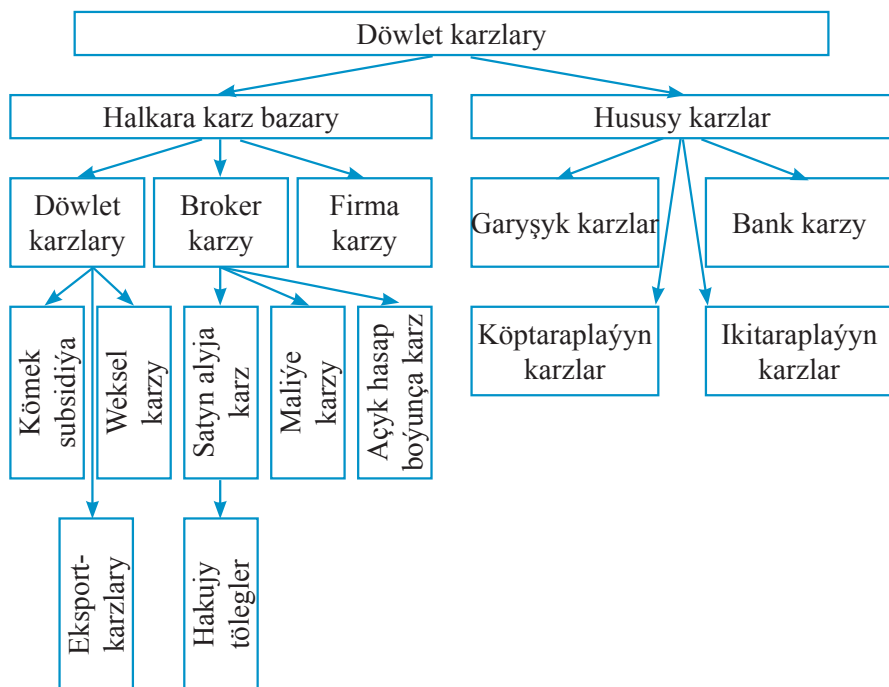 Döwlet karzlary
Halkara karz bazary
Hususy karzlar
Döwlet
karzlary
Broker
karzy
Firma
karzy
Garyşyk karzlar
Bank karzy
Kömek
subsidiýa
Weksel
karzy
Satyn alyja
karz
Maliýe
karzy
Açyk hasap
boýunça karz
Köptaraplaýyn
karzlar
Ikitaraplaýyn
karzlar
Eksport-
karzlary
Hakujy
tölegler